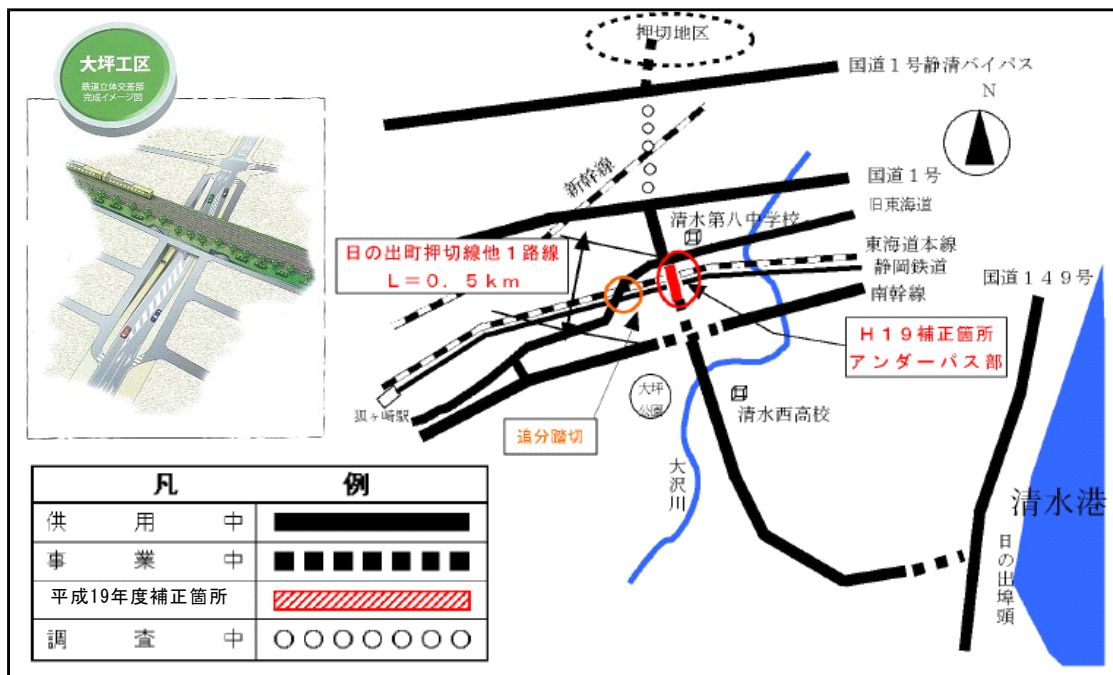 大坪工区
鉄道立体交差部
完成イメージ図
押切地区
国道1号静清バイパス
N
新幹線
国道1号
旧東海道
清水第八中学校
東海道本線
静岡鉄道
南幹線
国道149号
日の出町押切線他1路線
L=0.5km
H19補正箇所
アンダーパス部
大坪
公園
清水西高校
狐ヶ崎駅
追分踏切
大沢川
清水港
日の出埠頭
凡 例
供用中
事業中
平成19年度補正箇所
調査中